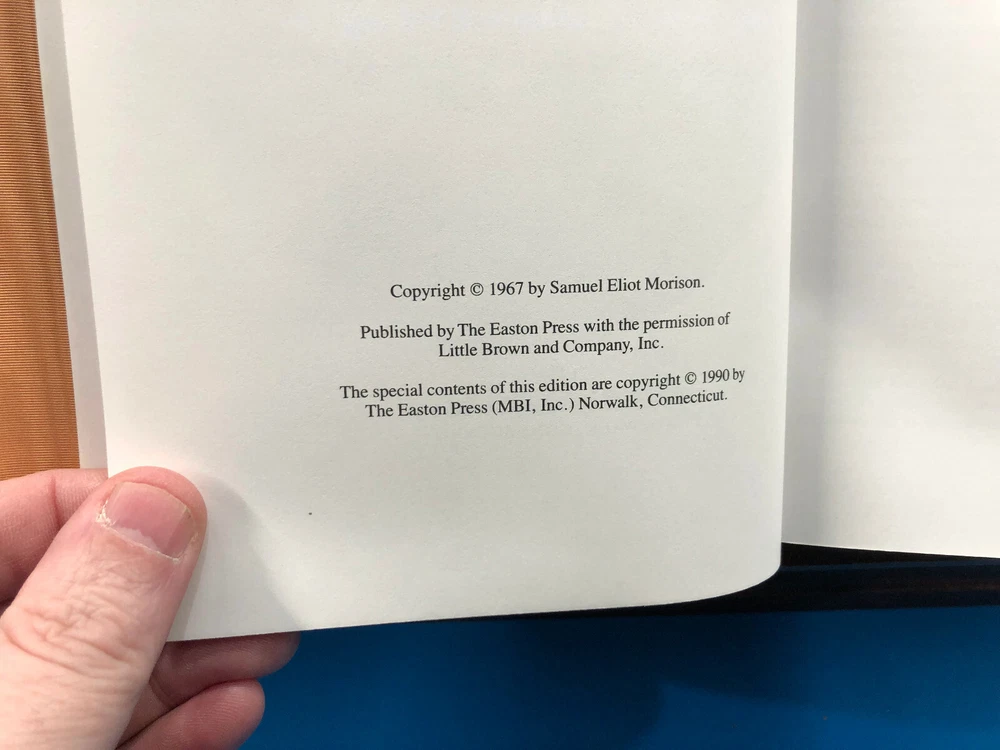 Copyright © 1967 by Samuel Eliot Morison.
Published by The Easton Press with the permission of
Little Brown and Company, Inc.
The special contents of this edition are copyright © 1990 by
The Easton Press (MBI, Inc.) Norwalk, Connecticut.